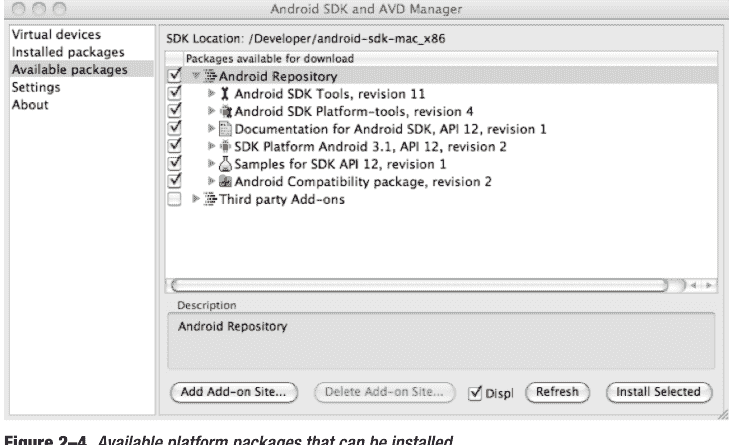 Android SDK and AVD Manager
Virtual devices
Installed packages
Available packages
Settings
About
SDK Location: /Developer/android-sdk-mac_x86
Packages available for download
Android Repository
Android SDK Tools, revision 11
Android SDK Platform-tools, revision 4
Documentation for Android SDK, API 12, revision 1
SDK Platform Android 3.1, API 12, revision 2
Samples for SDK API 12, revision 1
Android Compatibility package, revision 2
Third party Add-ons
Description
Android Repository
Add Add-on Site... Delete Add-on Site... Displ Refresh Install Selected
Figure 2–4. Available platform packages that can be installed